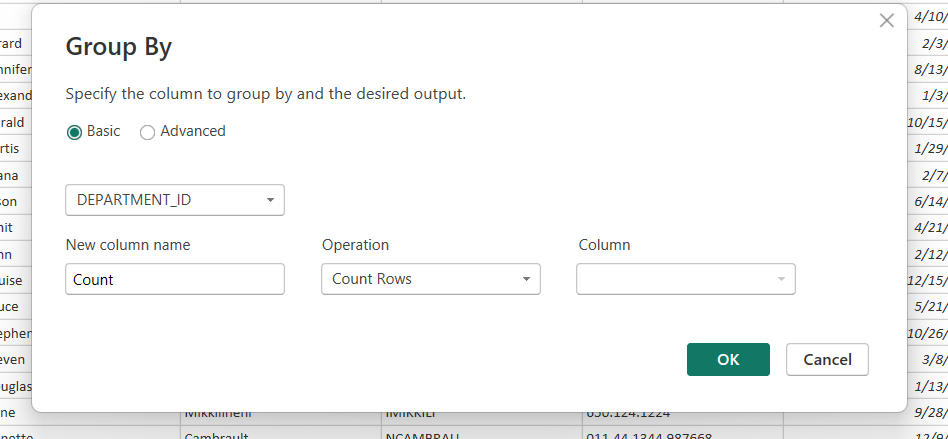 4/10/
Group By
rard
2/3/
nnifer
8/13/
Specify the column to group by and the desired output.
exand
1/3/
rald
Basic
Advanced
10/15/
rtis
1/29/
ana
2/7/
son
DEPARTMENT_ID
6/14/
nit
4/21/
nn
New column name
Operation
Column
2/12/
uise
Count
Count Rows
12/15/
uce
5/21/
ephen
10/26/
even
OK
Cancel
3/8/
ouglas
1/13/
ne
Mikkilineni
IMIKKILI
650.124.1224
9/28/
nette
Cambrault
NCAMBRAU
011.44.1344.987668
12/9/